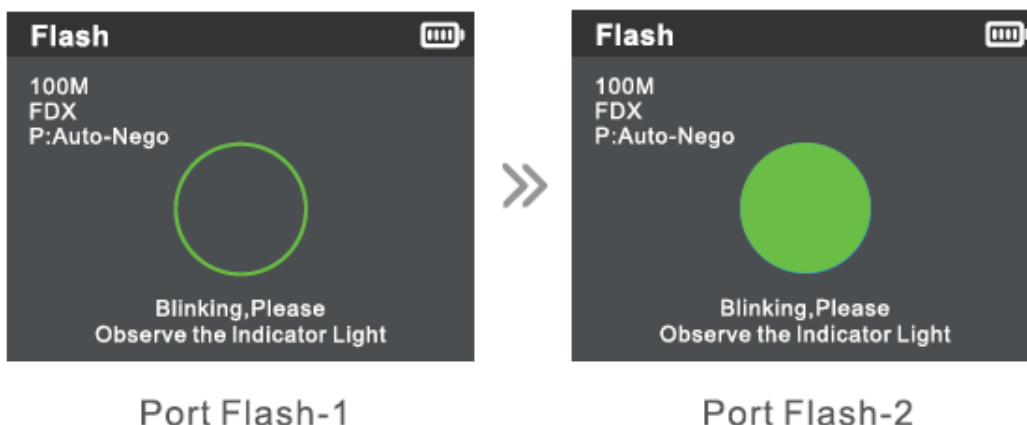 Flash
100M
FDX
P:Auto-Nego
Blinking,Please
Observe the Indicator Light
Port Flash-1
Flash
100M
FDX
P:Auto-Nego
Blinking,Please
Observe the Indicator Light
Port Flash-2